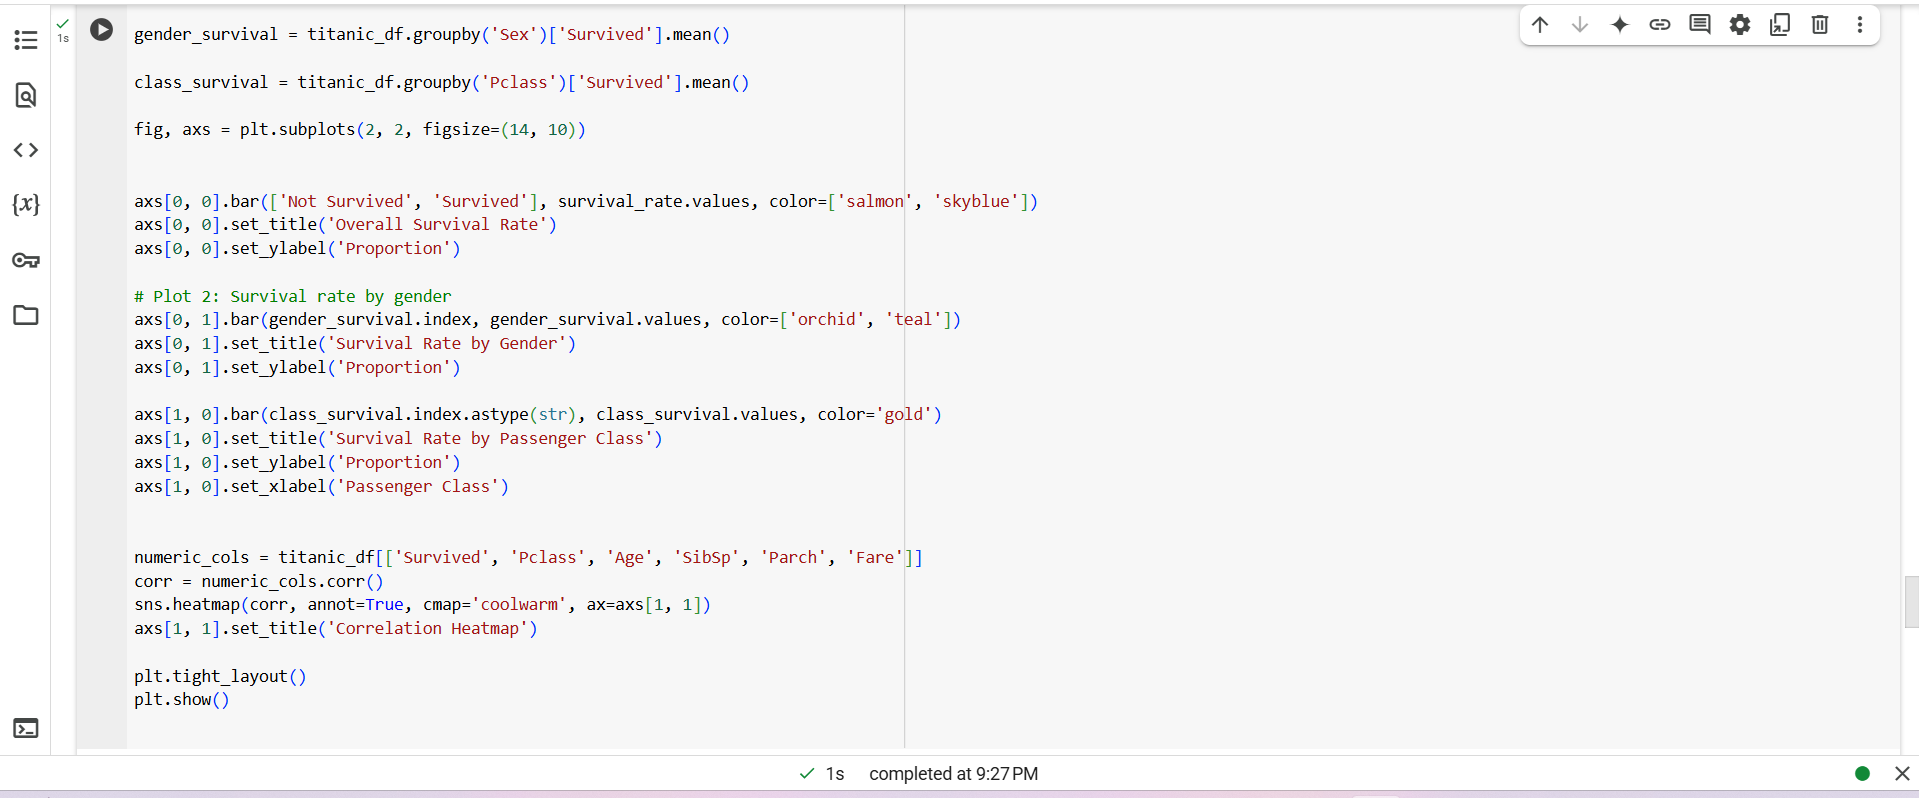 1s
gender_survival = titanic_df.groupby('Sex')['Survived'].mean()
class_survival = titanic_df.groupby('Pclass')['Survived'].mean()
fig, axs = plt.subplots(2, 2, figsize=(14, 10))
axs[0, 0].bar(['Not Survived', 'Survived'], survival_rate.values, color=['salmon', 'skyblue'])
axs[0, 0].set_title('Overall Survival Rate')
axs[0, 0].set_ylabel('Proportion')
# Plot 2: Survival rate by gender
axs[0, 1].bar(gender_survival.index, gender_survival.values, color=['orchid', 'teal'])
axs[0, 1].set_title('Survival Rate by Gender')
axs[0, 1].set_ylabel('Proportion')
axs[1, 0].bar(class_survival.index.astype(str), class_survival.values, color='gold')
axs[1, 0].set_title('Survival Rate by Passenger Class')
axs[1, 0].set_ylabel('Proportion')
axs[1, 0].set_xlabel('Passenger Class')
numeric_cols = titanic_df[['Survived', 'Pclass', 'Age', 'SibSp', 'Parch', 'Fare']]
corr = numeric_cols.corr()
sns.heatmap(corr, annot=True, cmap='coolwarm', ax=axs[1, 1])
axs[1, 1].set_title('Correlation Heatmap')
plt.tight_layout()
plt.show()
1s completed at 9:27 PM